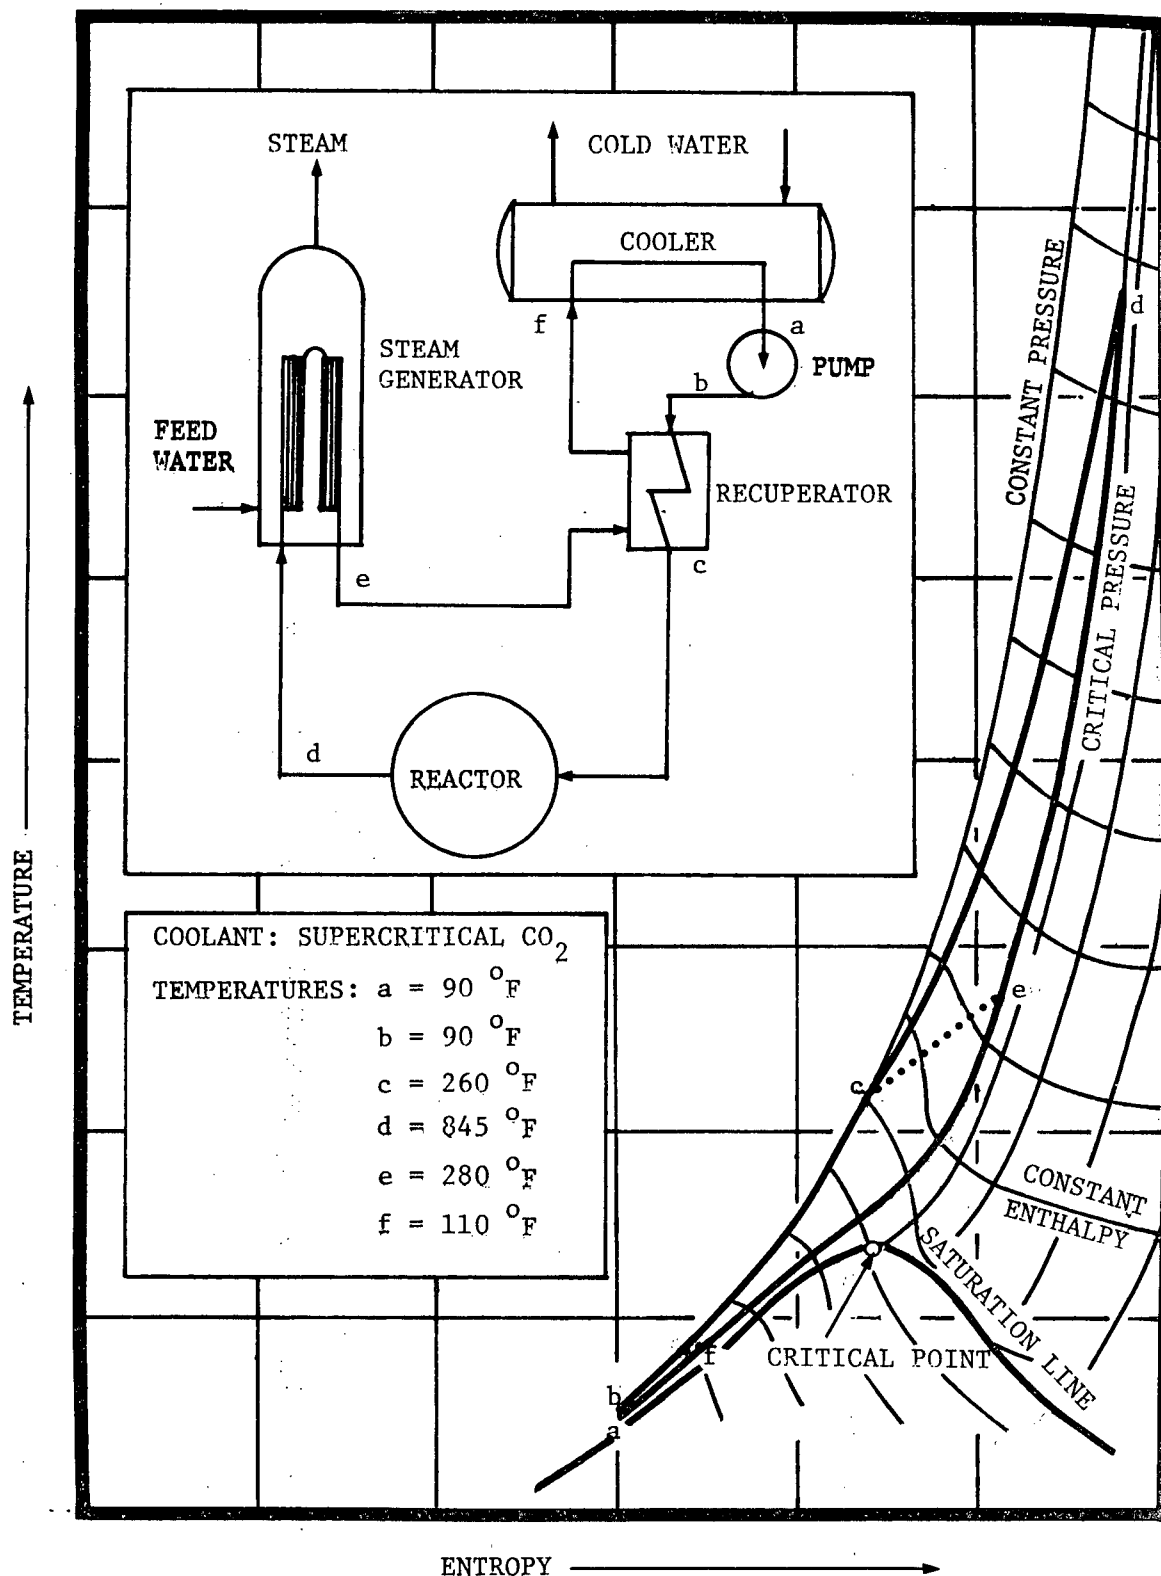 STEAM
COLD WATER
COOLER
f
a
STEAM
GENERATOR
PUMP
b
FEED
WATER
RECUPERATOR
e
c
d
REACTOR
COOLANT: SUPERCRITICAL CO2
TEMPERATURES: a = 90 °F
b = 90 °F
c = 260 °F
d = 845 °F
e = 280 °F
f = 110 °F
CONSTANT PRESSURE
d
CRITICAL PRESSURE
e
c
CONSTANT
ENTHALPY
SATURATION LINE
CRITICAL POINT
f
b
a
TEMPERATURE
ENTROPY